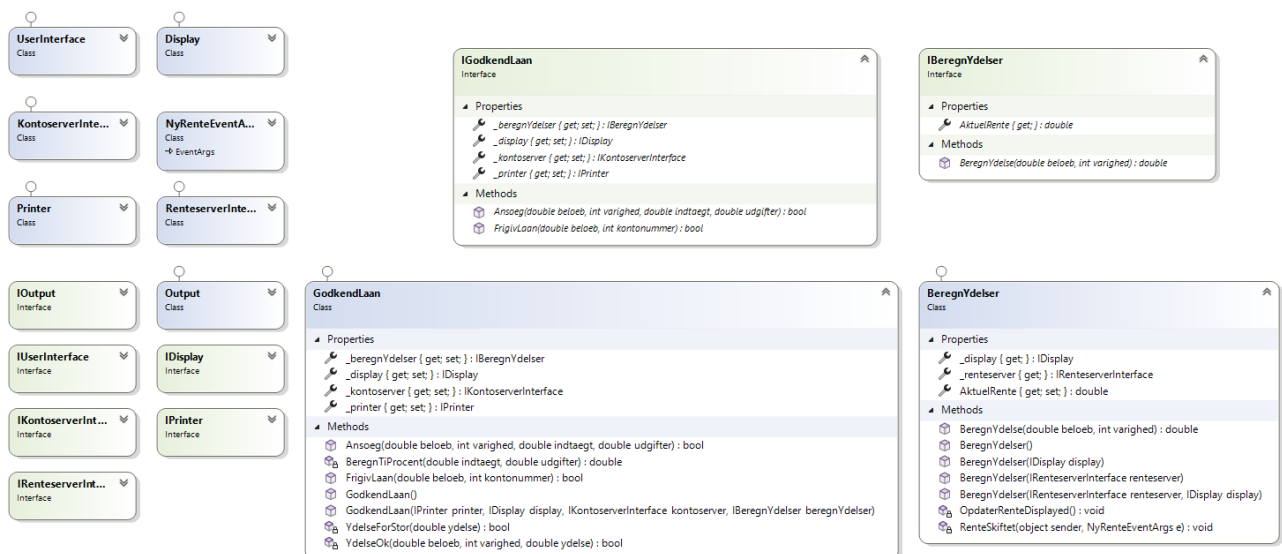 UserInterface
Class
Display
Class
KontoserverInte...
Class
NyRenteEventA...
Class
EventArgs
Printer
Class
RenteserverInte...
Class
IOutput
Interface
Output
Class
IUserInterface
Interface
IDisplay
Interface
IKontoserverInt...
Interface
IPrinter
Interface
IRenteserverInt...
Interface
IGodkendLaan
Interface
Properties
_beregnYdelser { get; set; } : IBeregnYdelser
_display { get; set; } : IDisplay
_kontoserver { get; set; } : IKontoserverInterface
_printer { get; set; } : IPrinter
Methods
Ansoeg(double beloeb, int varighed, double indtaegt, double udgifter) : bool
FrigivLaan(double beloeb, int kontonummer) : bool
IBeregnYdelser
Interface
Properties
AktuelRente { get; } : double
Methods
BeregnYdelse(double beloeb, int varighed) : double
GodkendLaan
Class
Properties
_beregnYdelser { get; set; } : IBeregnYdelser
_display { get; set; } : IDisplay
_kontoserver { get; set; } : IKontoserverInterface
_printer { get; set; } : IPrinter
Methods
Ansoeg(double beloeb, int varighed, double indtaegt, double udgifter) : bool
BeregnTiProcent(double indtaegt, double udgifter) : double
FrigivLaan(double beloeb, int kontonummer) : bool
GodkendLaan()
GodkendLaan(IPrinter printer, IDisplay display, IKontoserverInterface kontoserver, IBeregnYdelser beregnYdelser)
YdelseForStor(double ydelse) : bool
YdelseOk(double beloeb, int varighed, double ydelse) : bool
BeregnYdelser
Class
Properties
_display { get; } : IDisplay
_renteserver { get; } : IRenteserverInterface
AktuelRente { get; set; } : double
Methods
BeregnYdelse(double beloeb, int varighed) : double
BeregnYdelser()
BeregnYdelser(IDisplay display)
BeregnYdelser(IRenteserverInterface renteserver)
BeregnYdelser(IRenteserverInterface renteserver, IDisplay display)
OpdaterRenteDisplayed() : void
RenteSkiftet(object sender, NyRenteEventArgs e) : void